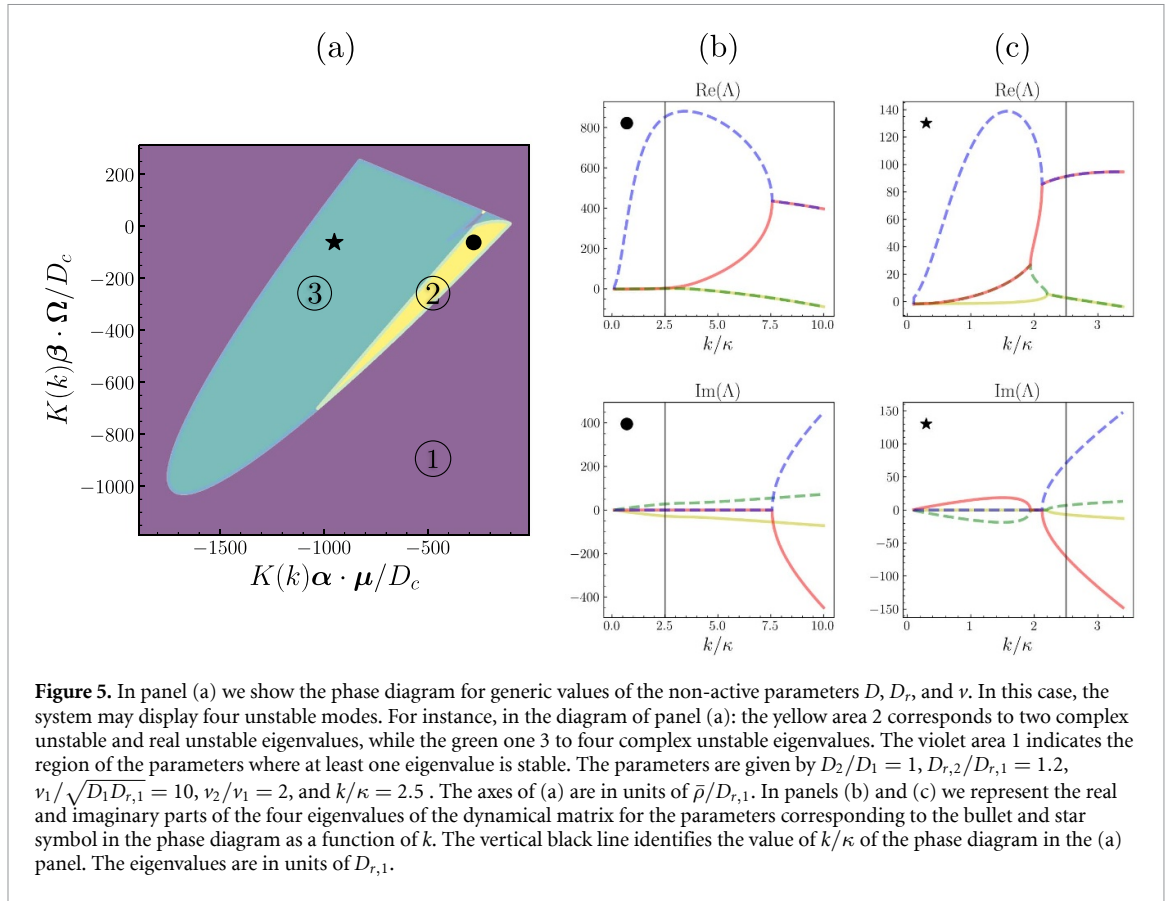 (a)
(b)
(c)
Re(Λ)
Re(Λ)
200
0
−200
−400
−600
−800
−1000
−1500
−1000
−500
K(k)β · Ω/D_c
K(k)α · μ/D_c
3
2
1
800
600
400
200
0
0.0
2.5
5.0
7.5
10.0
k/κ
140
120
100
80
60
40
20
0
0
1
2
3
k/κ
Im(Λ)
Im(Λ)
400
200
0
−200
−400
0.0
2.5
5.0
7.5
10.0
k/κ
150
100
50
0
−50
−100
−150
0
1
2
3
k/κ
Figure 5. In panel (a) we show the phase diagram for generic values of the non-active parameters D, D_r, and ν. In this case, the
system may display four unstable modes. For instance, in the diagram of panel (a): the yellow area 2 corresponds to two complex
unstable and real unstable eigenvalues, while the green one 3 to four complex unstable eigenvalues. The violet area 1 indicates the
region of the parameters where at least one eigenvalue is stable. The parameters are given by D_2/D_1 = 1, D_{r,2}/D_{r,1} = 1.2,
ν_1/√(D_1D_{r,1}) = 10, ν_2/ν_1 = 2, and k/κ = 2.5 . The axes of (a) are in units of ρ̄/D_{r,1}. In panels (b) and (c) we represent the real
and imaginary parts of the four eigenvalues of the dynamical matrix for the parameters corresponding to the bullet and star
symbol in the phase diagram as a function of k. The vertical black line identifies the value of k/κ of the phase diagram in the (a)
panel. The eigenvalues are in units of D_{r,1}.